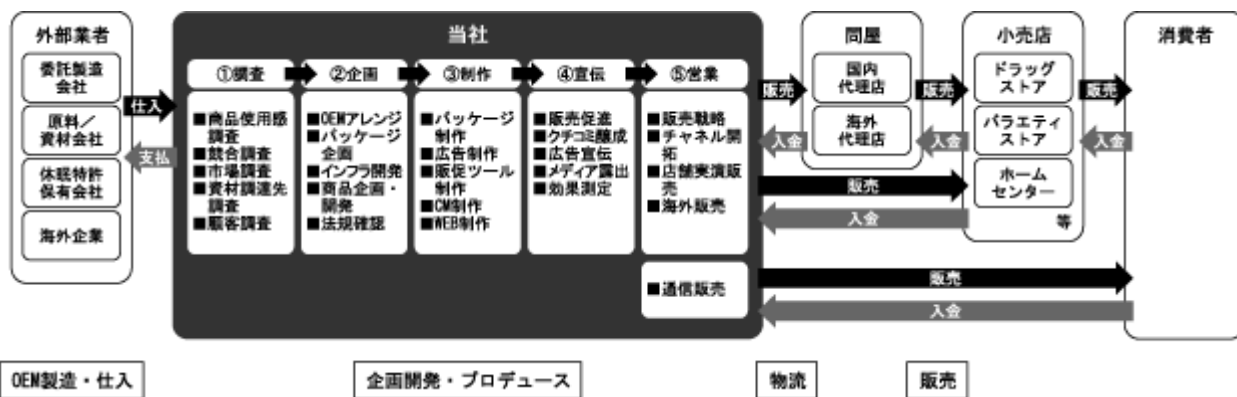 外部業者
委託製造
会社
原料／
資材会社
休眠特許
保有会社
海外企業
仕入
支払
当社
①調査
■商品使用感
調査
■競合調査
■市場調査
■資材調達先
調査
■顧客調査
②企画
■OEMアレンジ
■パッケージ
企画
■インフラ開発
■商品企画・
開発
■法規確認
③制作
■パッケージ
制作
■広告制作
■販促ツール
制作
■CM制作
■WEB制作
④宣伝
■販売促進
■クチコミ醸成
■広告宣伝
■メディア露出
■効果測定
⑤営業
■販売戦略
■チャネル開
拓
■店舗実演販
売
■海外販売
■通信販売
販売
入金
問屋
国内
代理店
海外
代理店
販売
入金
販売
入金
小売店
ドラッグ
ストア
バラエティ
ストア
ホーム
センター
等
販売
入金
消費者
販売
入金
OEM製造・仕入
企画開発・プロデュース
物流
販売